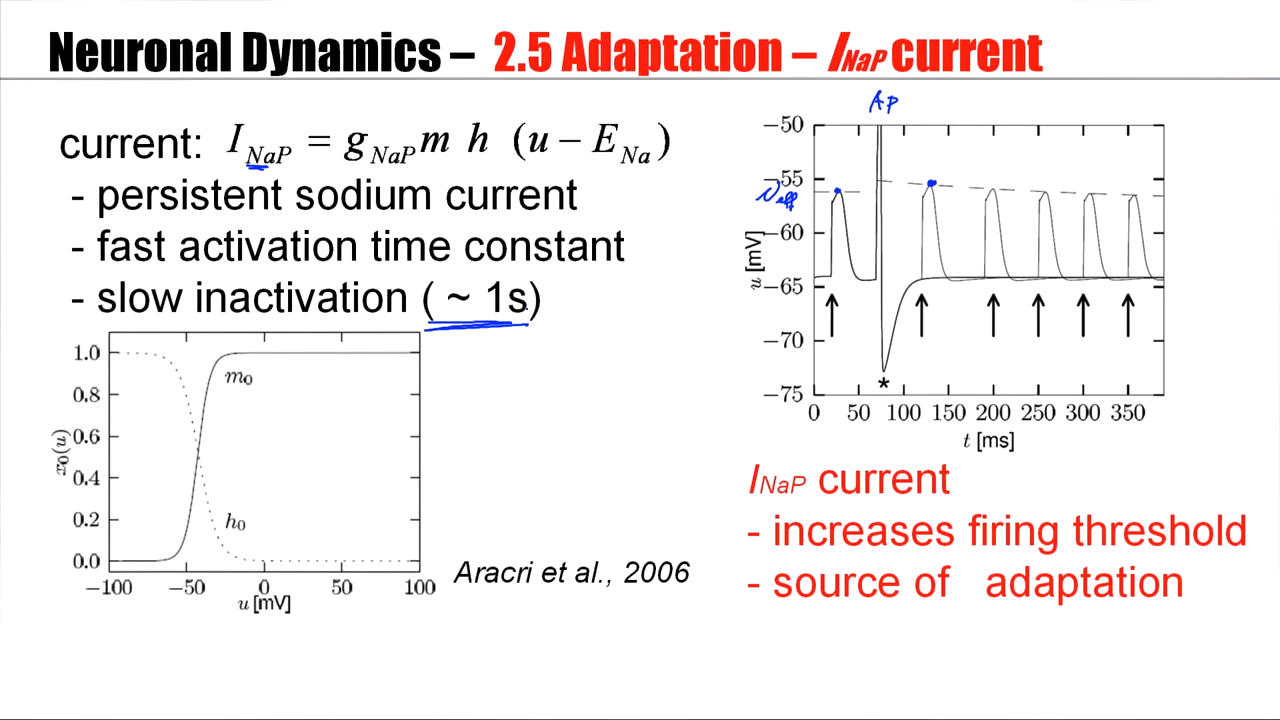 Neuronal Dynamics – 2.5 Adaptation – INaP current
current: I NaP = g NaP m h (u − E Na)
- persistent sodium current
- fast activation time constant
- slow inactivation ( ~ 1s)
1.0
0.8
0.6
0.4
0.2
0.0
x0(u)
m0
h0
−100 −50 0 50 100
u [mV]
Aracri et al., 2006
AP
−50
−55
−60
−65
−70
−75
u [mV]
*
0 50 100 150 200 250 300 350
t [ms]
INaP current
- increases firing threshold
- source of adaptation